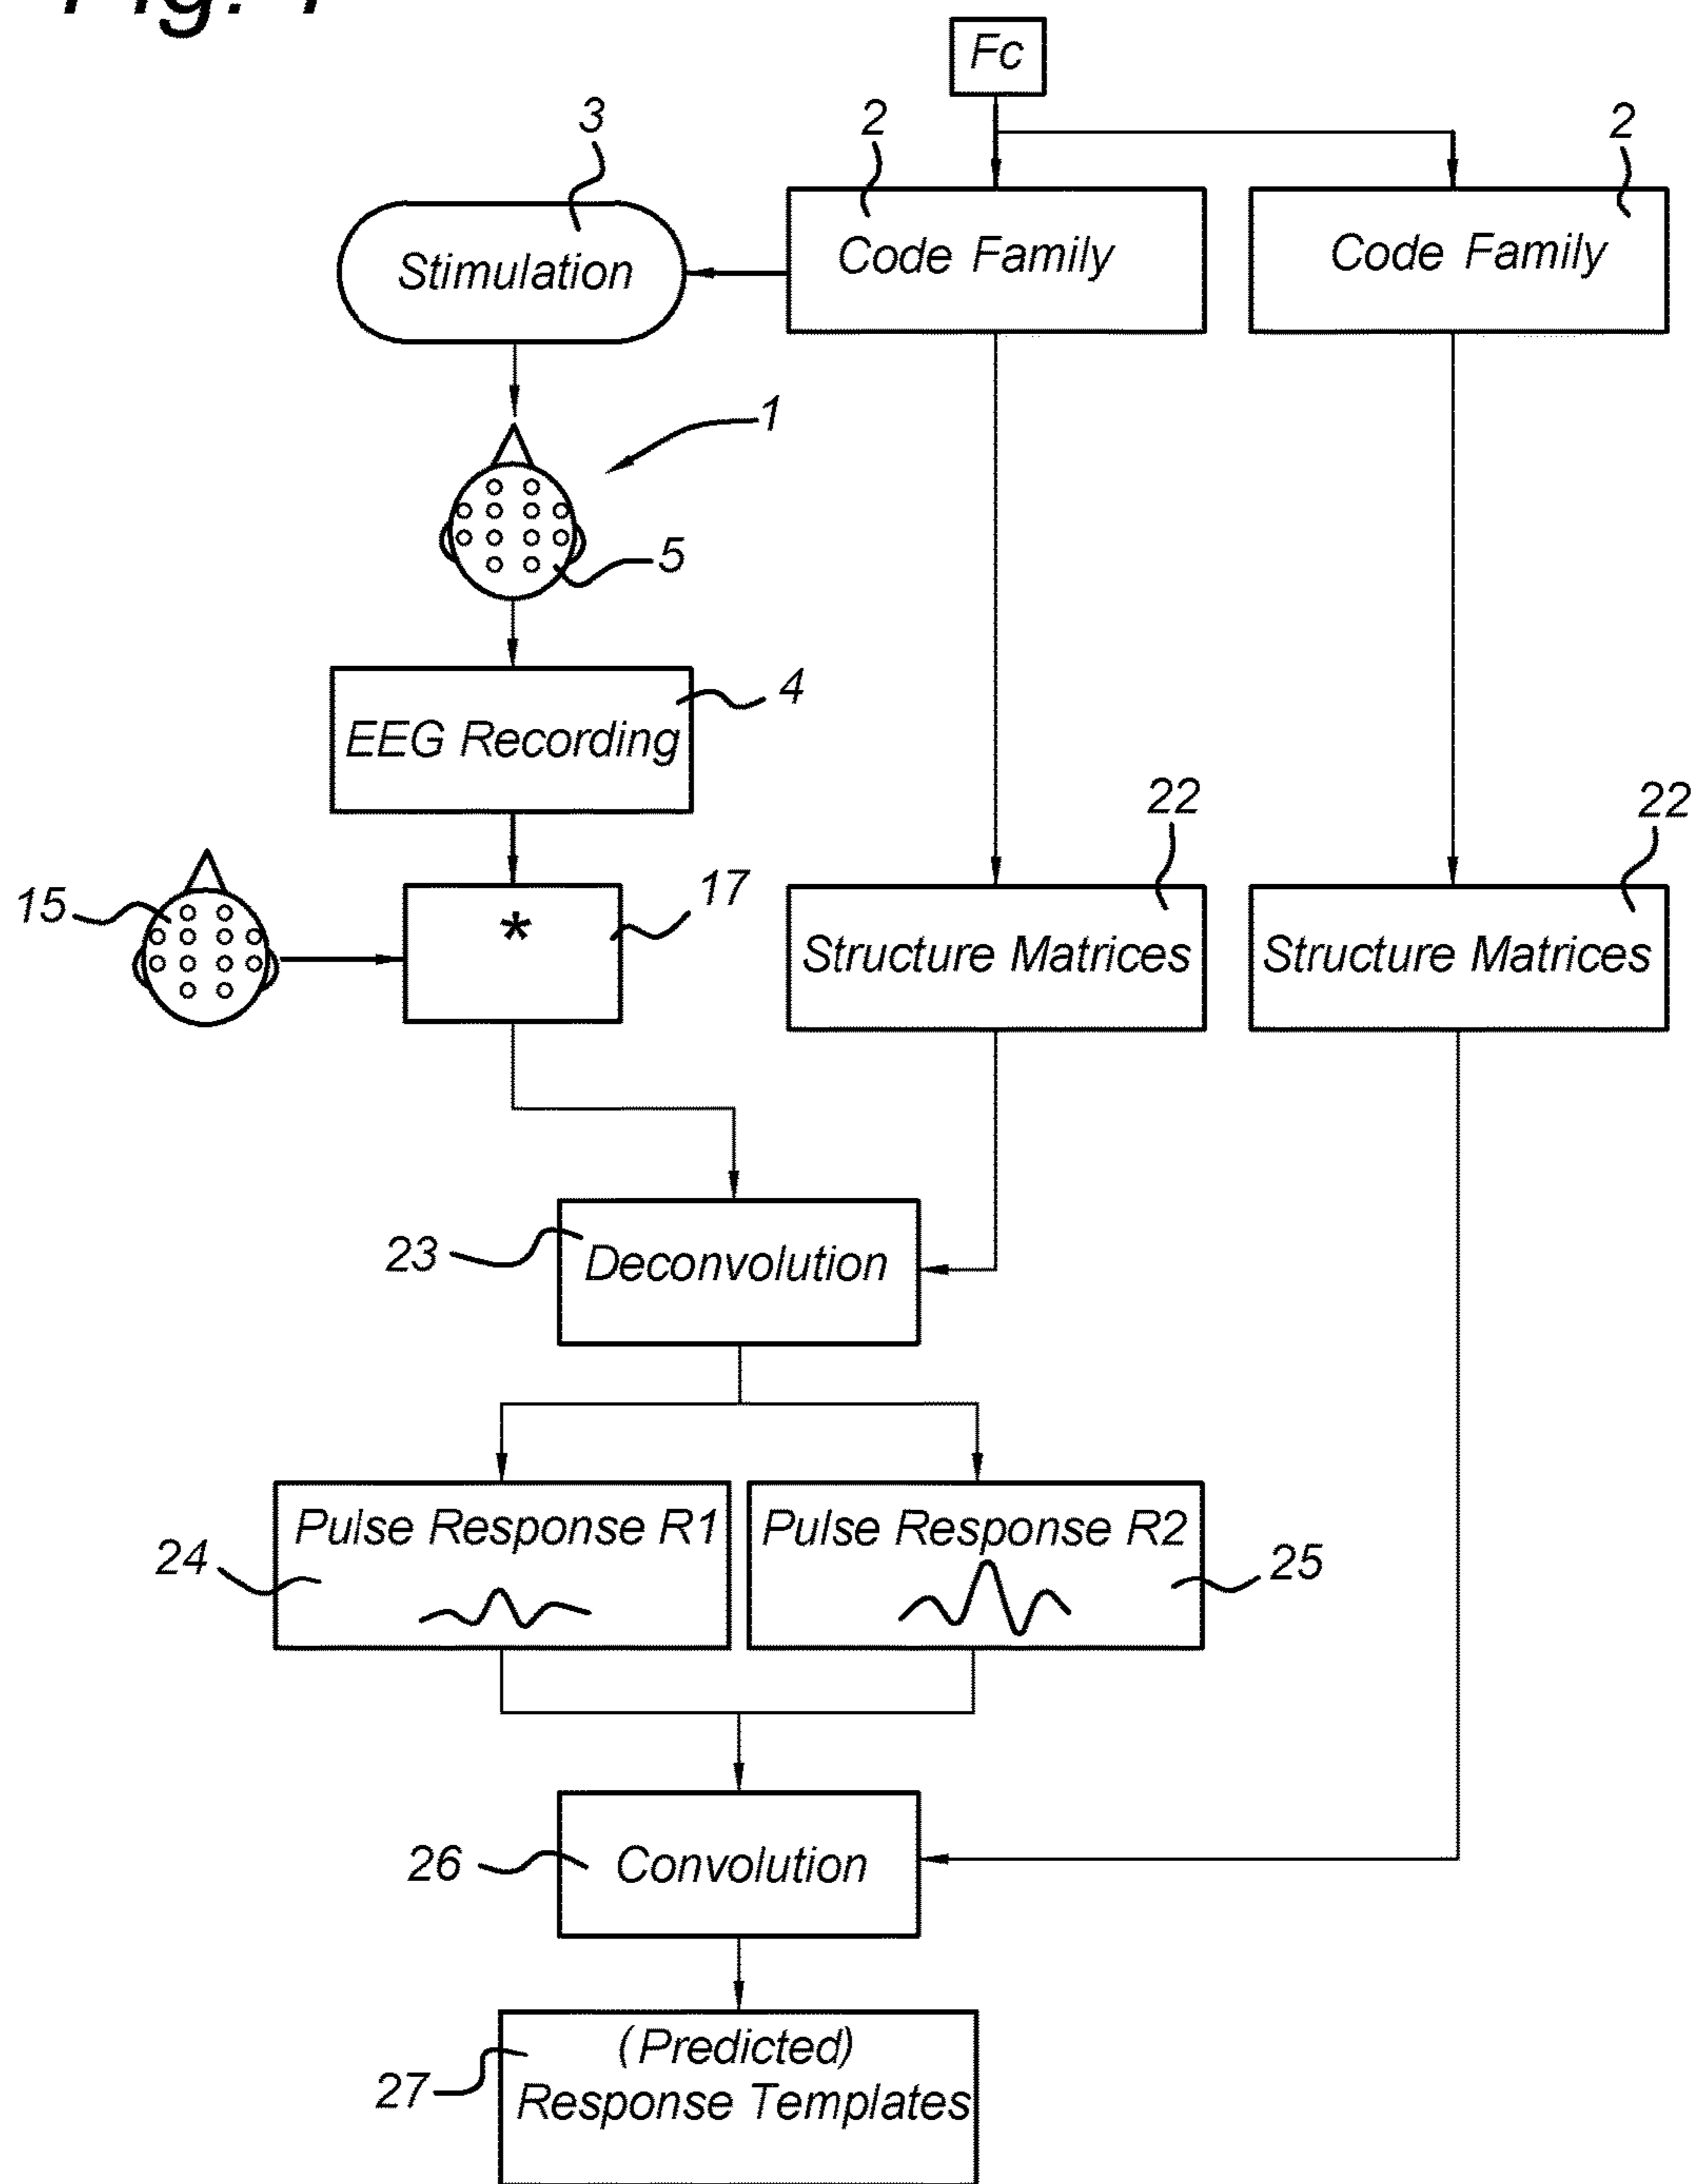 Fc
3
2
2
Stimulation
Code Family
Code Family
1
5
4
EEG Recording
22
22
15
17
*
Structure Matrices
Structure Matrices
23
Deconvolution
Pulse Response R1
Pulse Response R2
24
25
26
Convolution
(Predicted)
27
Response Templates